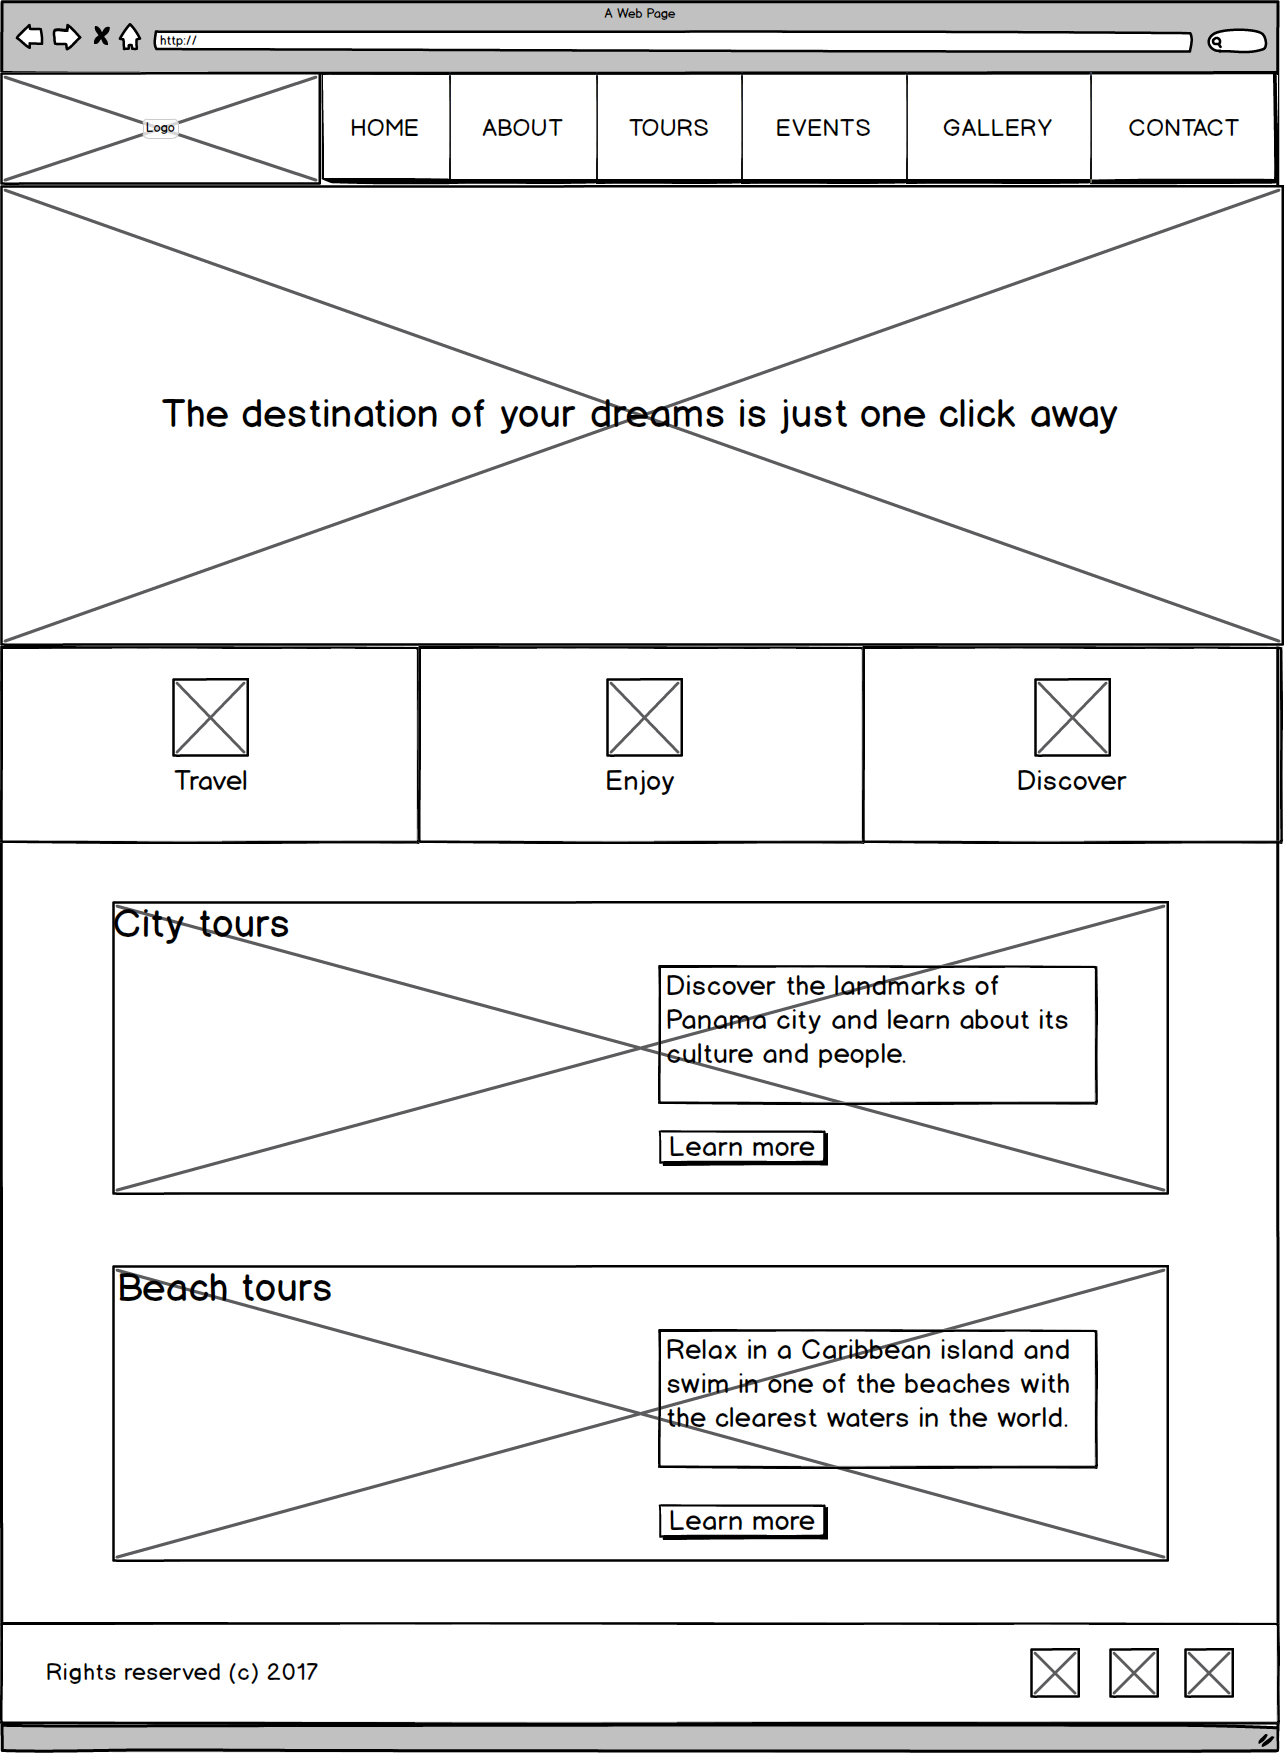 A Web Page
http://
Logo
HOME
ABOUT
TOURS
EVENTS
GALLERY
CONTACT
The destination of your dreams is just one click away
Travel
Enjoy
Discover
City tours
Discover the landmarks of
Panama city and learn about its
culture and people.
Learn more
Beach tours
Relax in a Caribbean island and
swim in one of the beaches with
the clearest waters in the world.
Learn more
Rights reserved (c) 2017